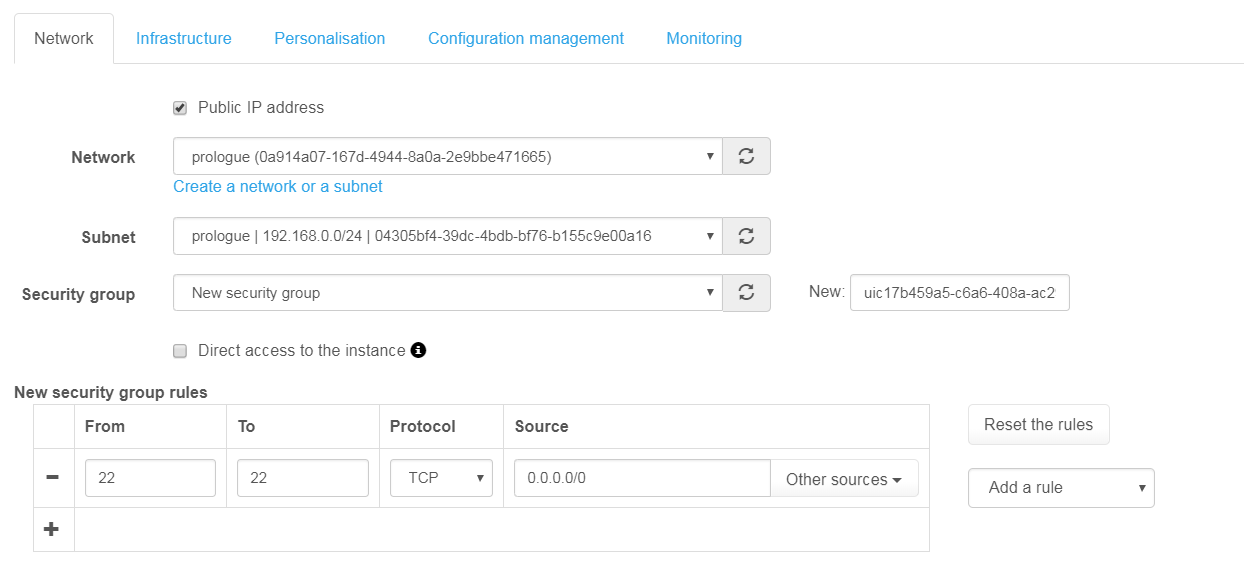 Network Infrastructure Personalisation Configuration management Monitoring
Public IP address
Network prologue (0a914a07-167d-4944-8a0a-2e9bbe471665)
Create a network or a subnet
Subnet prologue | 192.168.0.0/24 | 04305bf4-39dc-4bdb-bf76-b155c9e00a16
Security group New security group New: uic17b459a5-c6a6-408a-ac2
Direct access to the instance
New security group rules
From To Protocol Source Reset the rules
22 22 TCP 0.0.0.0/0 Other sources Add a rule